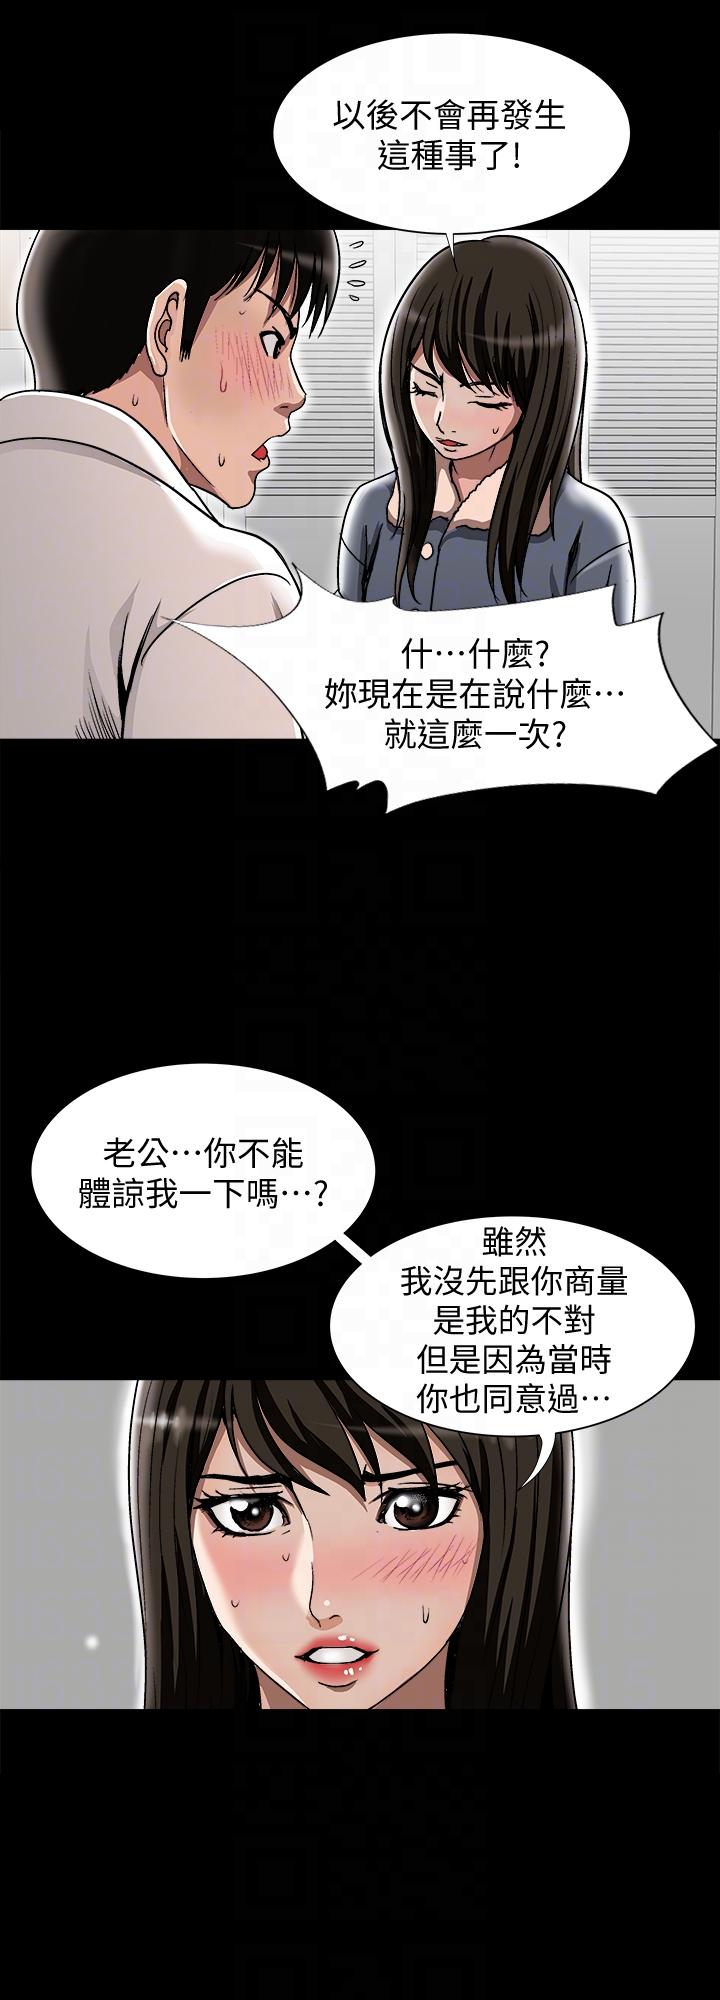 以後不會再發生
這種事了!
什…什麼?
妳現在是在說什麼…
就這麼一次?
老公…你不能
體諒我一下嗎…?
雖然
我沒先跟你商量
是我的不對
但是因為當時
你也同意過…